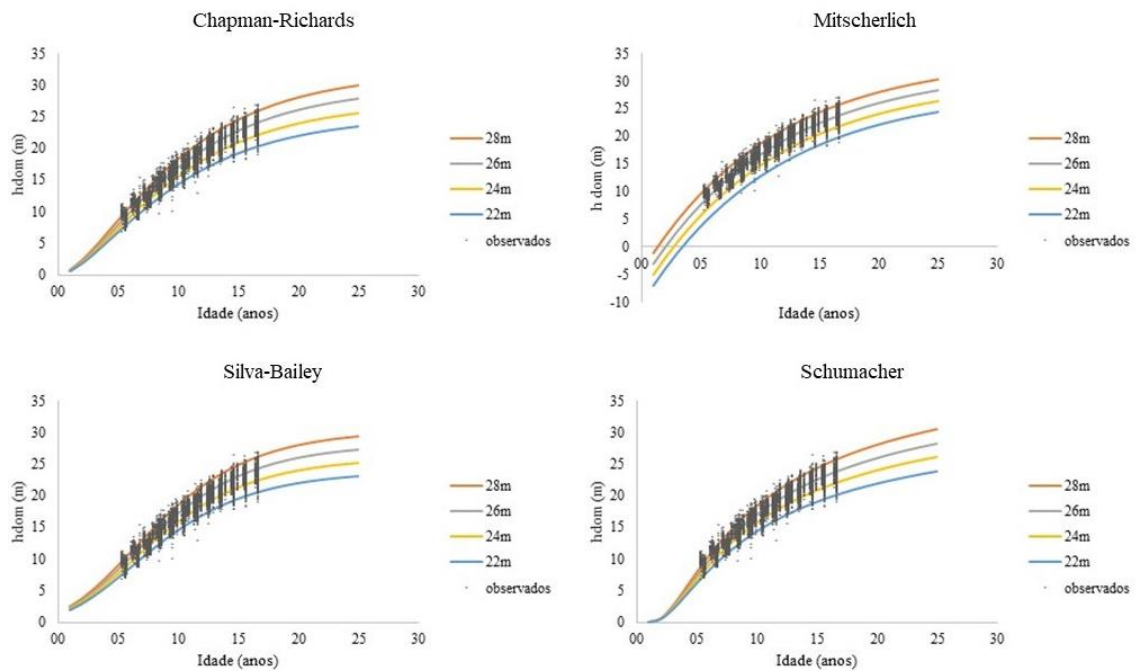 Chapman-Richards
35
30
25
20
15
10
5
0
hdom (m)
00 05 10 15 20 25 30
Idade (anos)
28m
26m
24m
22m
observados
Mitscherlich
35
30
25
20
15
10
5
0
-5
-10
h dom (m)
00 05 10 15 20 25 30
Idade (anos)
28m
26m
24m
22m
observados
Silva-Bailey
35
30
25
20
15
10
5
0
hdom (m)
00 05 10 15 20 25 30
Idade (anos)
28m
26m
24m
22m
observados
Schumacher
35
30
25
20
15
10
5
0
hdom (m)
00 05 10 15 20 25 30
Idade (anos)
28m
26m
24m
22m
observados